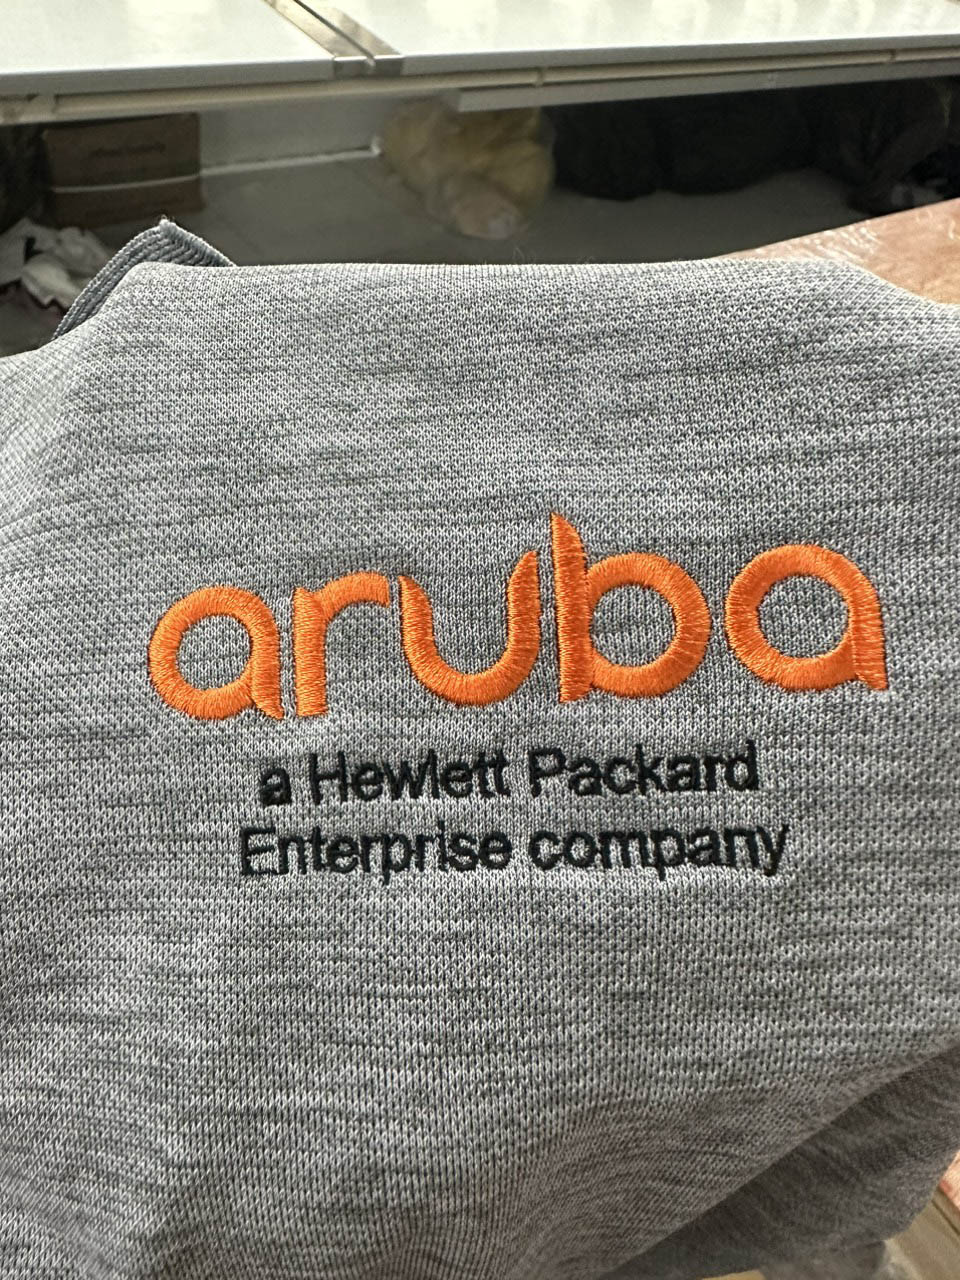 aruba
a Hewlett Packard
Enterprise company